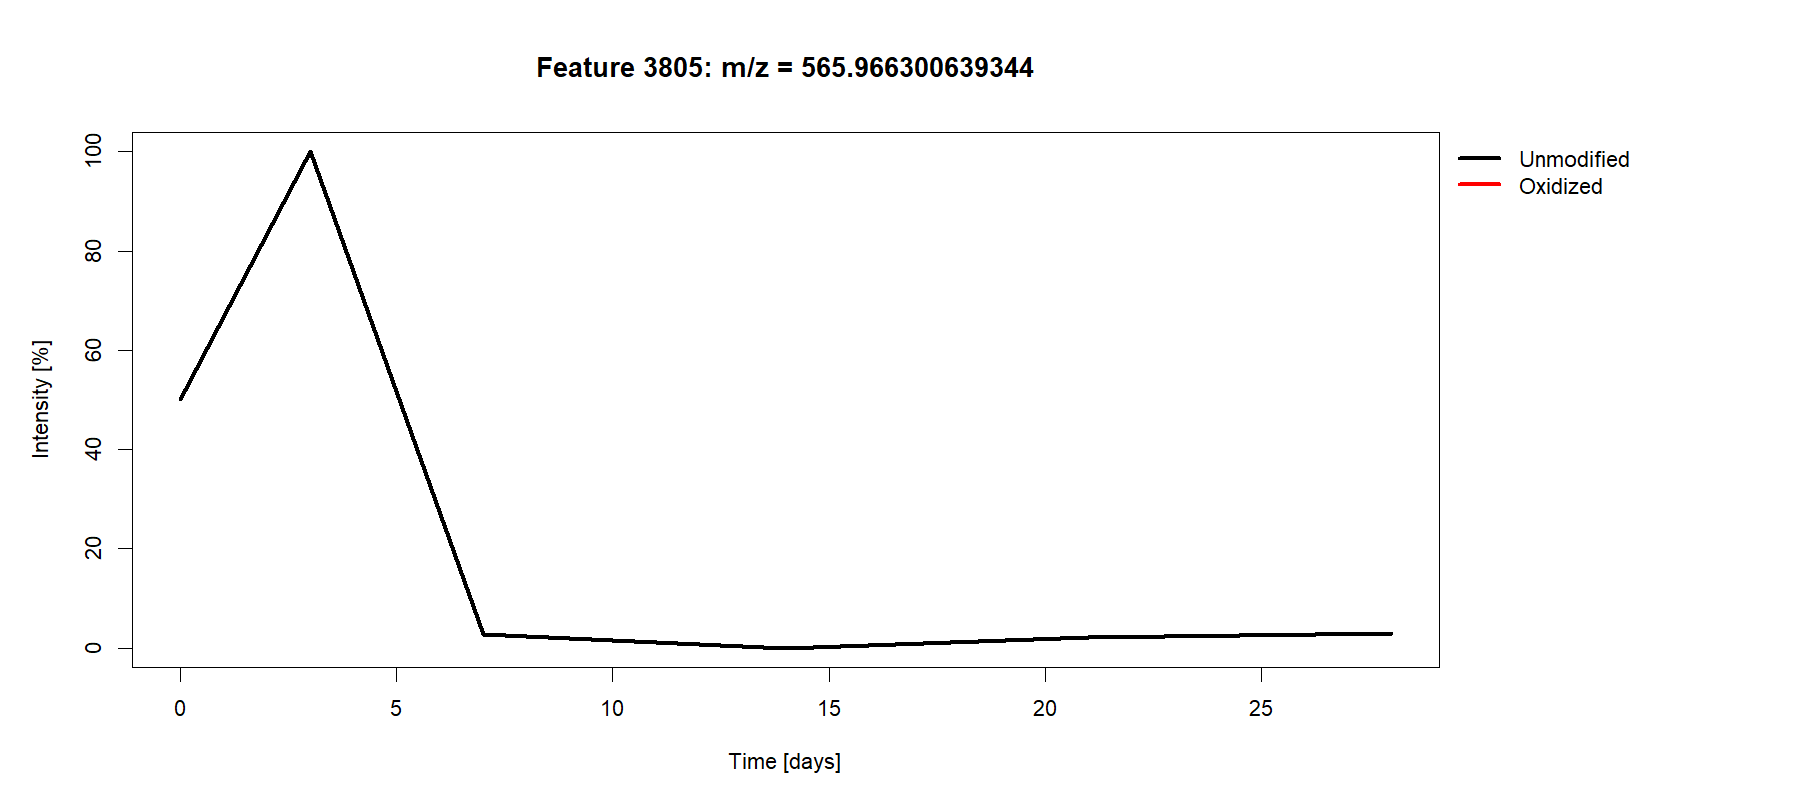 Feature 3805: m/z = 565.966300639344
Unmodified
Oxidized
Intensity [%]
100
80
60
40
20
0
0 5 10 15 20 25
Time [days]